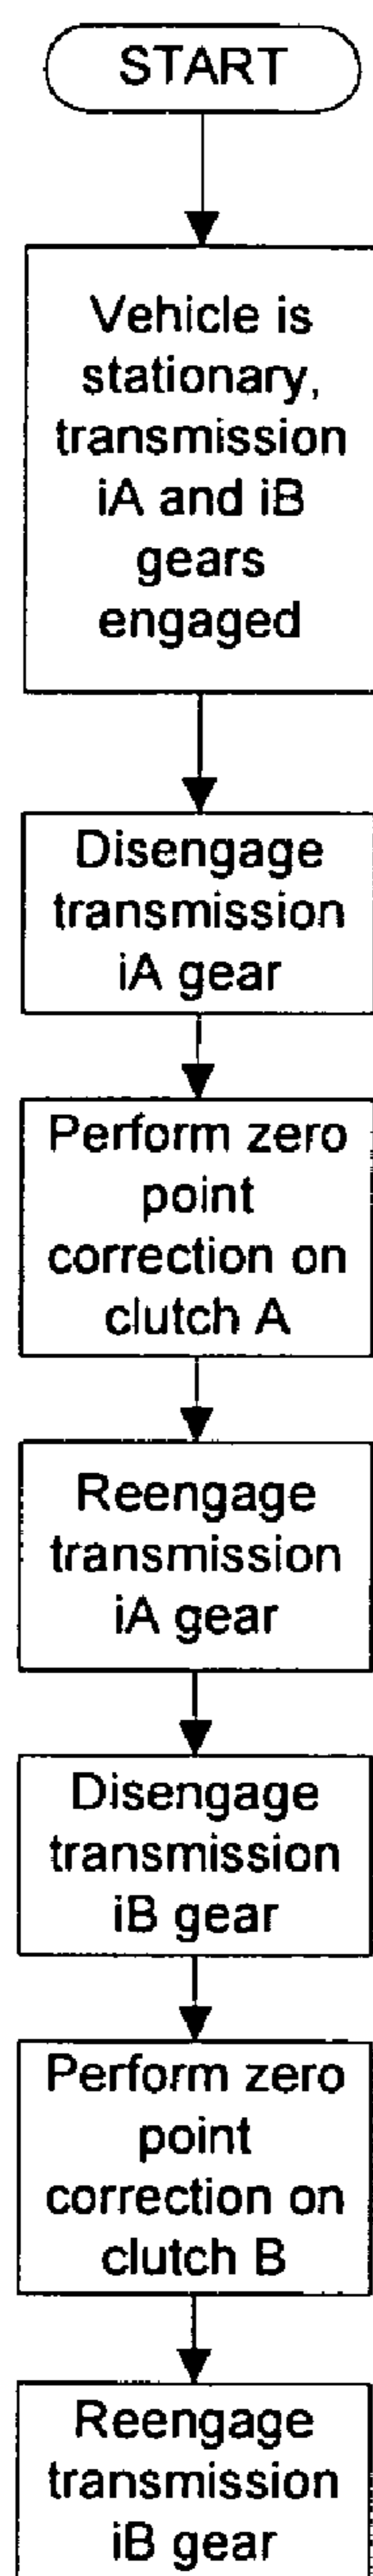 START
Vehicle is
stationary,
transmission
iA and iB
gears
engaged
Disengage
transmission
iA gear
Perform zero
point
correction on
clutch A
Reengage
transmission
iA gear
Disengage
transmission
iB gear
Perform zero
point
correction on
clutch B
Reengage
transmission
iB gear